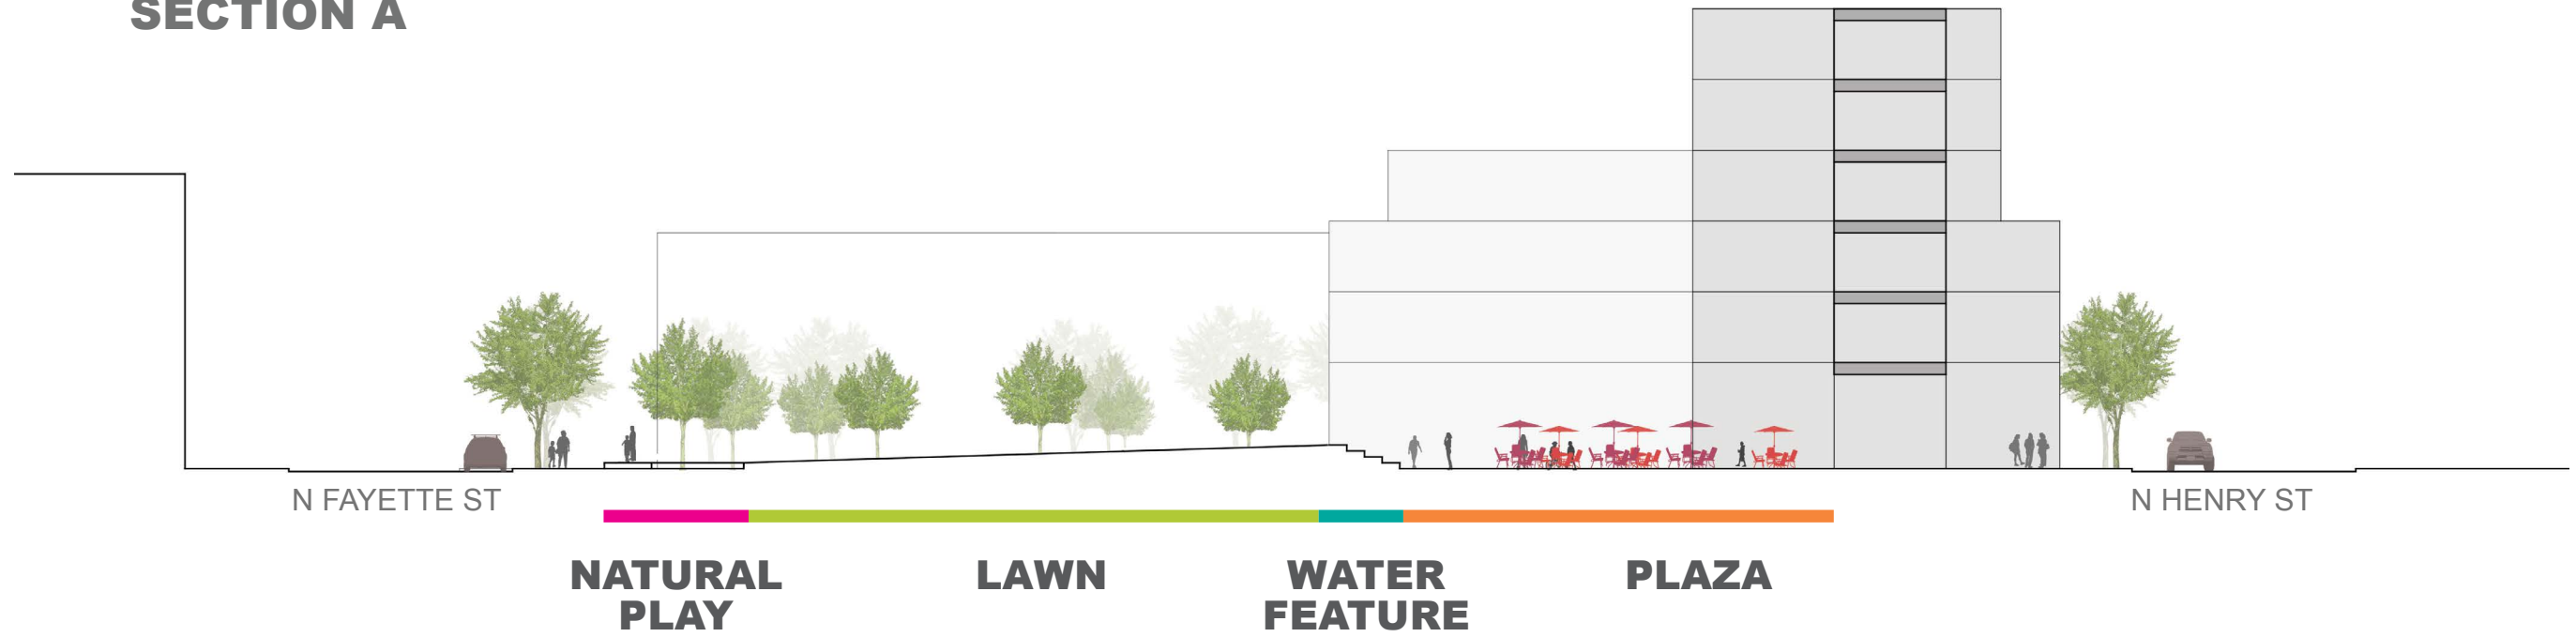 SECTION A
N FAYETTE ST
N HENRY ST
NATURAL
PLAY
LAWN
WATER
FEATURE
PLAZA